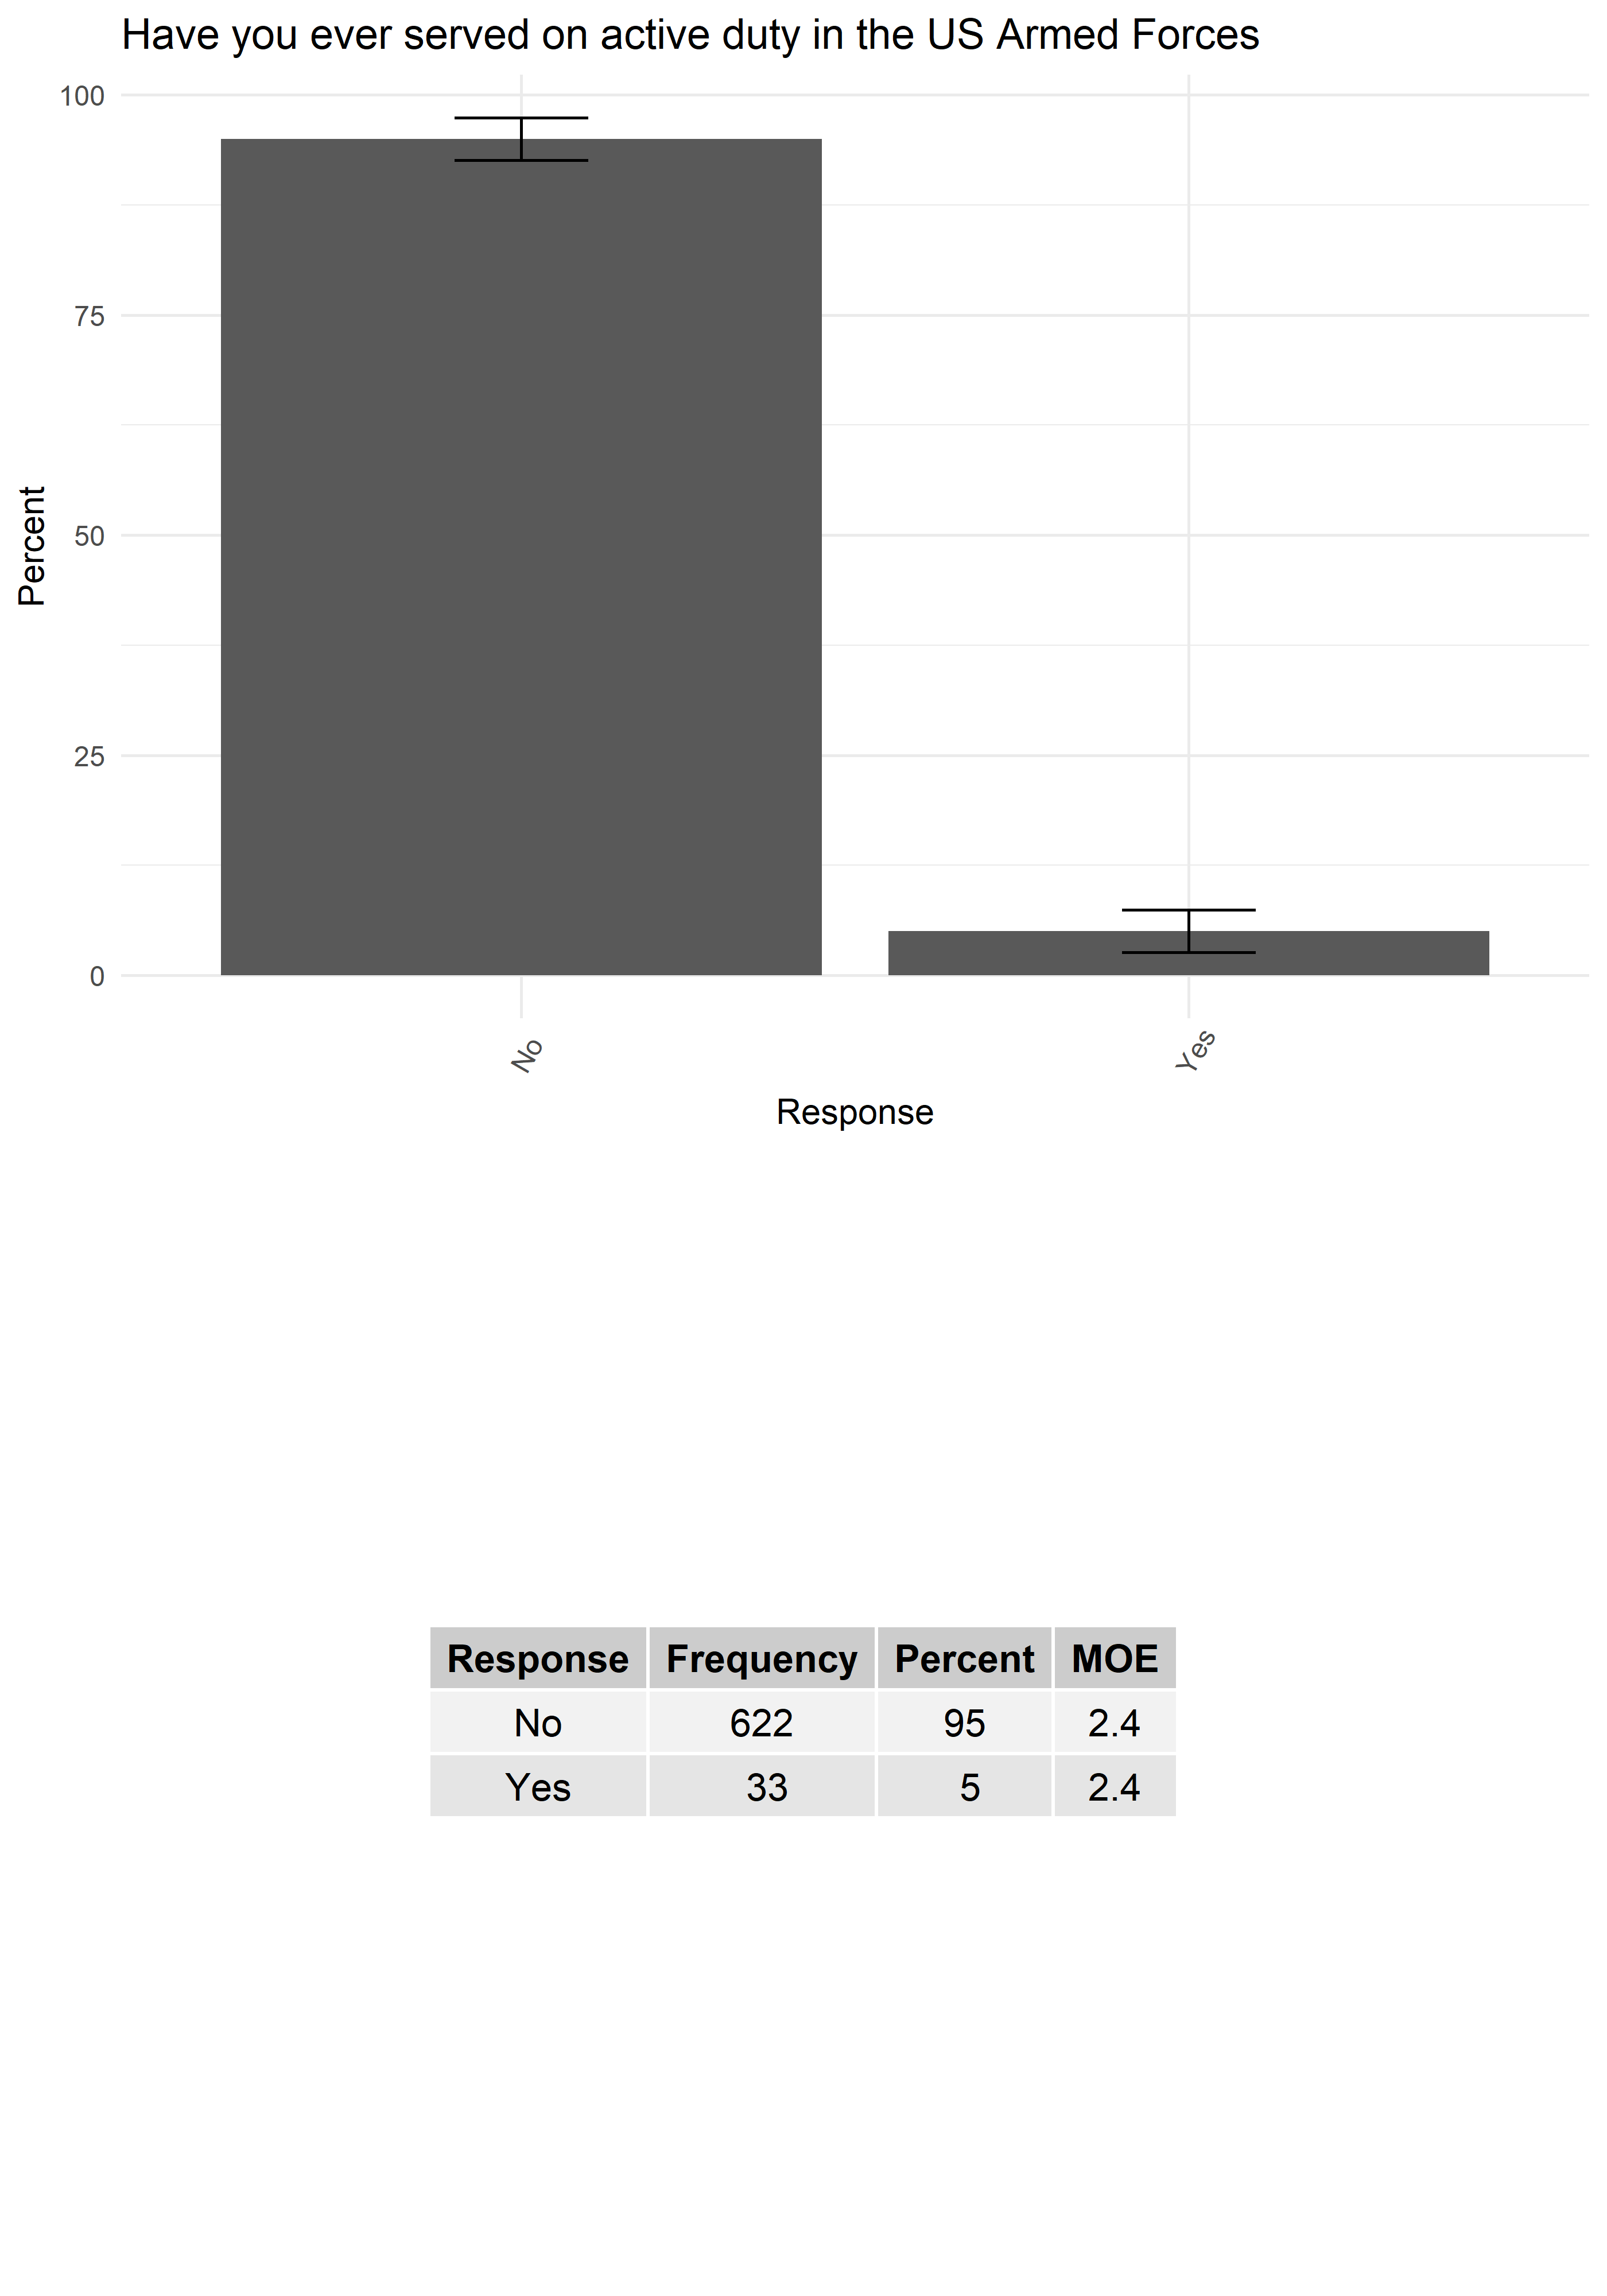 Have you ever served on active duty in the US Armed Forces
100
75
50
25
0
Percent
No
Yes
Response
Response Frequency Percent MOE
No 622 95 2.4
Yes 33 5 2.4